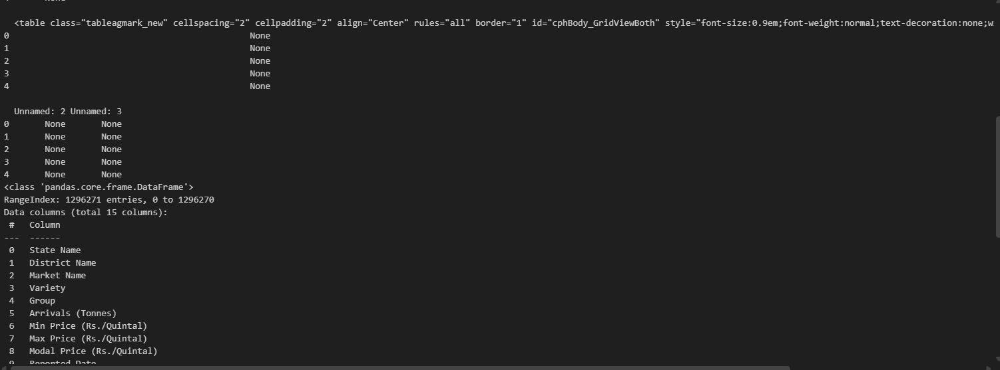 <table class="tableagmark_new" cellspacing="2" cellpadding="2" align="Center" rules="all" border="1" id="cphBody_GridViewBoth" style="font-size:0.9em;font-weight:normal;text-decoration:none;w
0 None
1 None
2 None
3 None
4 None
Unnamed: 2 Unnamed: 3
0 None None
1 None None
2 None None
3 None None
4 None None
<class 'pandas.core.frame.DataFrame'>
RangeIndex: 1296271 entries, 0 to 1296270
Data columns (total 15 columns):
# Column
--- ------
0 State Name
1 District Name
2 Market Name
3 Variety
4 Group
5 Arrivals (Tonnes)
6 Min Price (Rs./Quintal)
7 Max Price (Rs./Quintal)
8 Modal Price (Rs./Quintal)
9 Reported Date